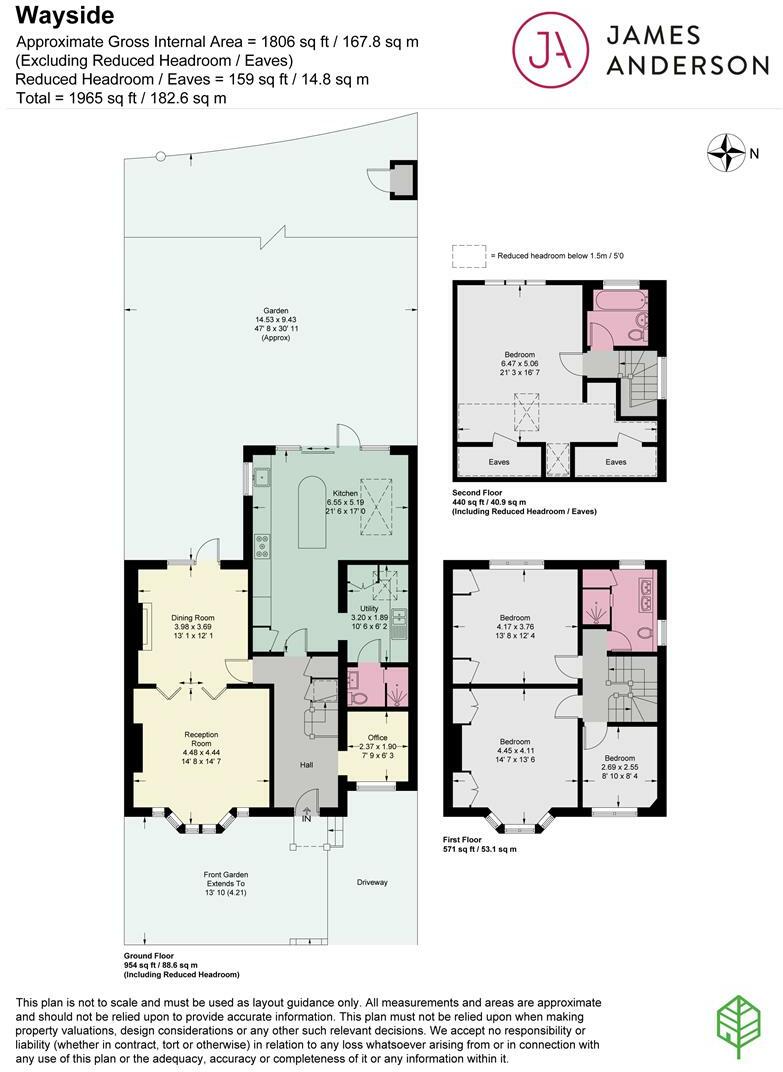 Wayside
Approximate Gross Internal Area = 1806 sq ft / 167.8 sq m
(Excluding Reduced Headroom / Eaves)
Reduced Headroom / Eaves = 159 sq ft / 14.8 sq m
Total = 1965 sq ft / 182.6 sq m
JA
JAMES
ANDERSON
N
= Reduced headroom below 1.5m / 5'0
Garden
14.53 x 9.43
47' 8 x 30' 11
(Approx)
Bedroom
6.47 x 5.06
21' 3 x 16' 7
Eaves
Eaves
Second Floor
440 sq ft / 40.9 sq m
(Including Reduced Headroom / Eaves)
Kitchen
6.55 x 5.19
21' 6 x 17' 0
Utility
3.20 x 1.89
10' 6 x 6' 2
Dining Room
3.98 x 3.69
13' 1 x 12' 1
Reception
Room
4.48 x 4.44
14' 8 x 14' 7
Office
2.37 x 1.90
7' 9 x 6' 3
Hall
IN
Bedroom
4.17 x 3.76
13' 8 x 12' 4
Bedroom
4.45 x 4.11
14' 7 x 13' 6
Bedroom
2.69 x 2.55
8' 10 x 8' 4
First Floor
571 sq ft / 53.1 sq m
Front Garden
Extends To
13' 10 (4.21)
Driveway
Ground Floor
954 sq ft / 88.6 sq m
(Including Reduced Headroom)
This plan is not to scale and must be used as layout guidance only. All measurements and areas are approximate
and should not be relied upon to provide accurate information. This plan must not be relied upon when making
property valuations, design considerations or any other such relevant decisions. We accept no responsibility or
liability (whether in contract, tort or otherwise) in relation to any loss whatsoever arising from or in connection with
any use of this plan or the adequacy, accuracy or completeness of it or any information within it.